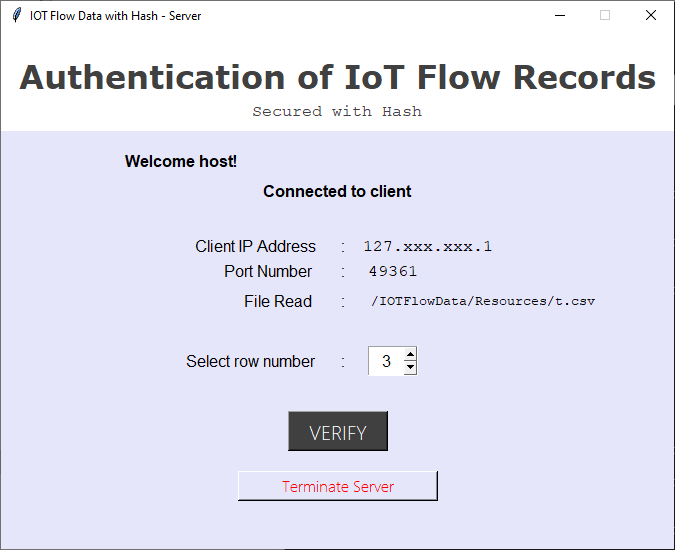 IOT Flow Data with Hash - Server
Authentication of IoT Flow Records
Secured with Hash
Welcome host!
Connected to client
Client IP Address : 127.xxx.xxx.1
Port Number : 49361
File Read : /IOTFlowData/Resources/t.csv
Select row number : 3
VERIFY
Terminate Server